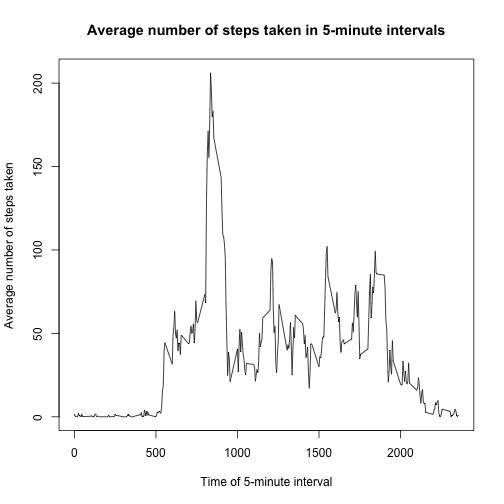 Average number of steps taken in 5-minute intervals
Average number of steps taken
200
150
100
50
0
0 500 1000 1500 2000
Time of 5-minute interval